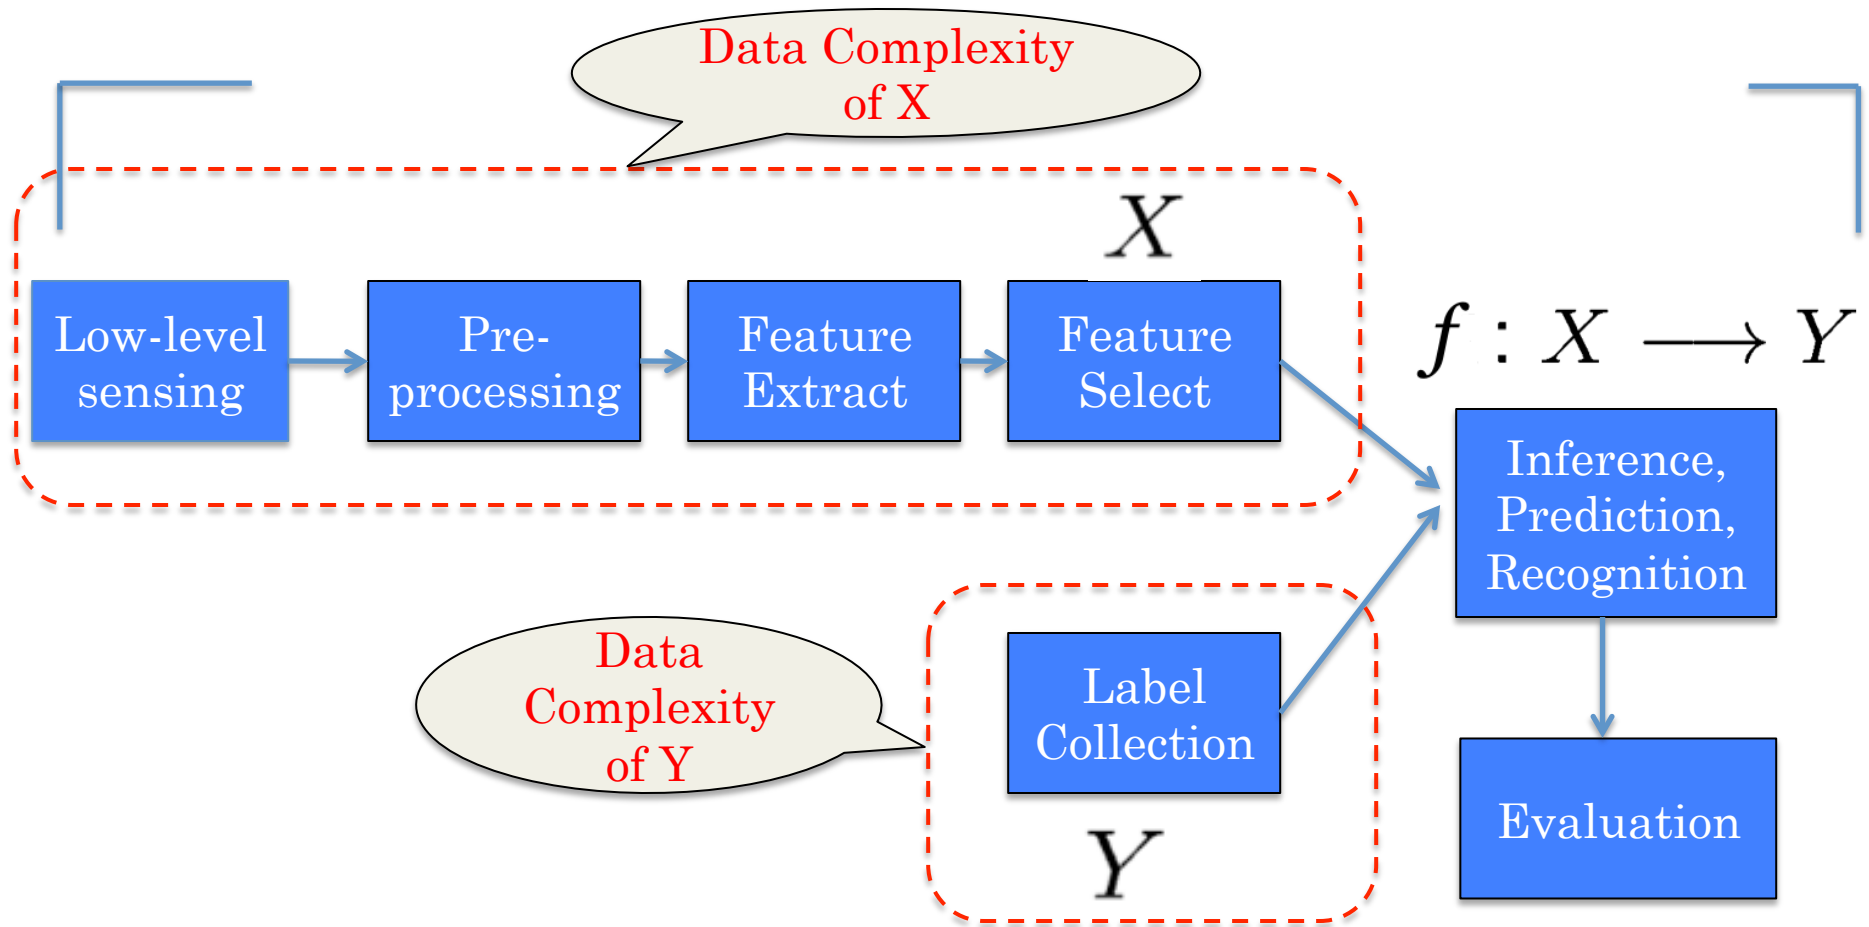 Data Complexity
of X
X
Low-level
sensing
Pre-
processing
Feature
Extract
Feature
Select
f : X ⟶ Y
Inference,
Prediction,
Recognition
Data
Complexity
of Y
Label
Collection
Y
Evaluation